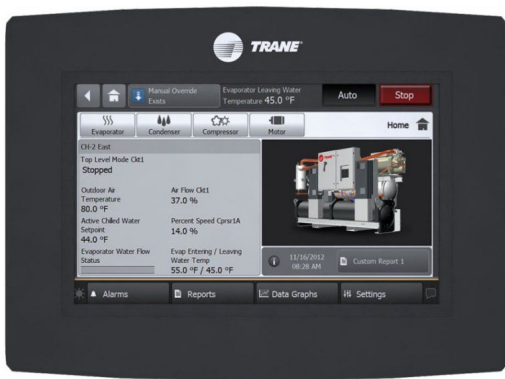 TRANE
Manual Override
Exists
Evaporator Leaving Water
Temperature 45.0 °F
Auto
Stop
Evaporator
Condenser
Compressor
Motor
Home
CH-2 East
Top Level Mode Ckt1
Stopped
Outdoor Air
Temperature
80.0 °F
Air Flow Ckt1
37.0 %
Active Chilled Water
Setpoint
44.0 °F
Percent Speed Cprsr1A
14.0 %
Evaporator Water Flow
Status
Evap Entering / Leaving
Water Temp
55.0 °F / 45.0 °F
11/16/2012
08:28 AM
Custom Report 1
Alarms
Reports
Data Graphs
Settings